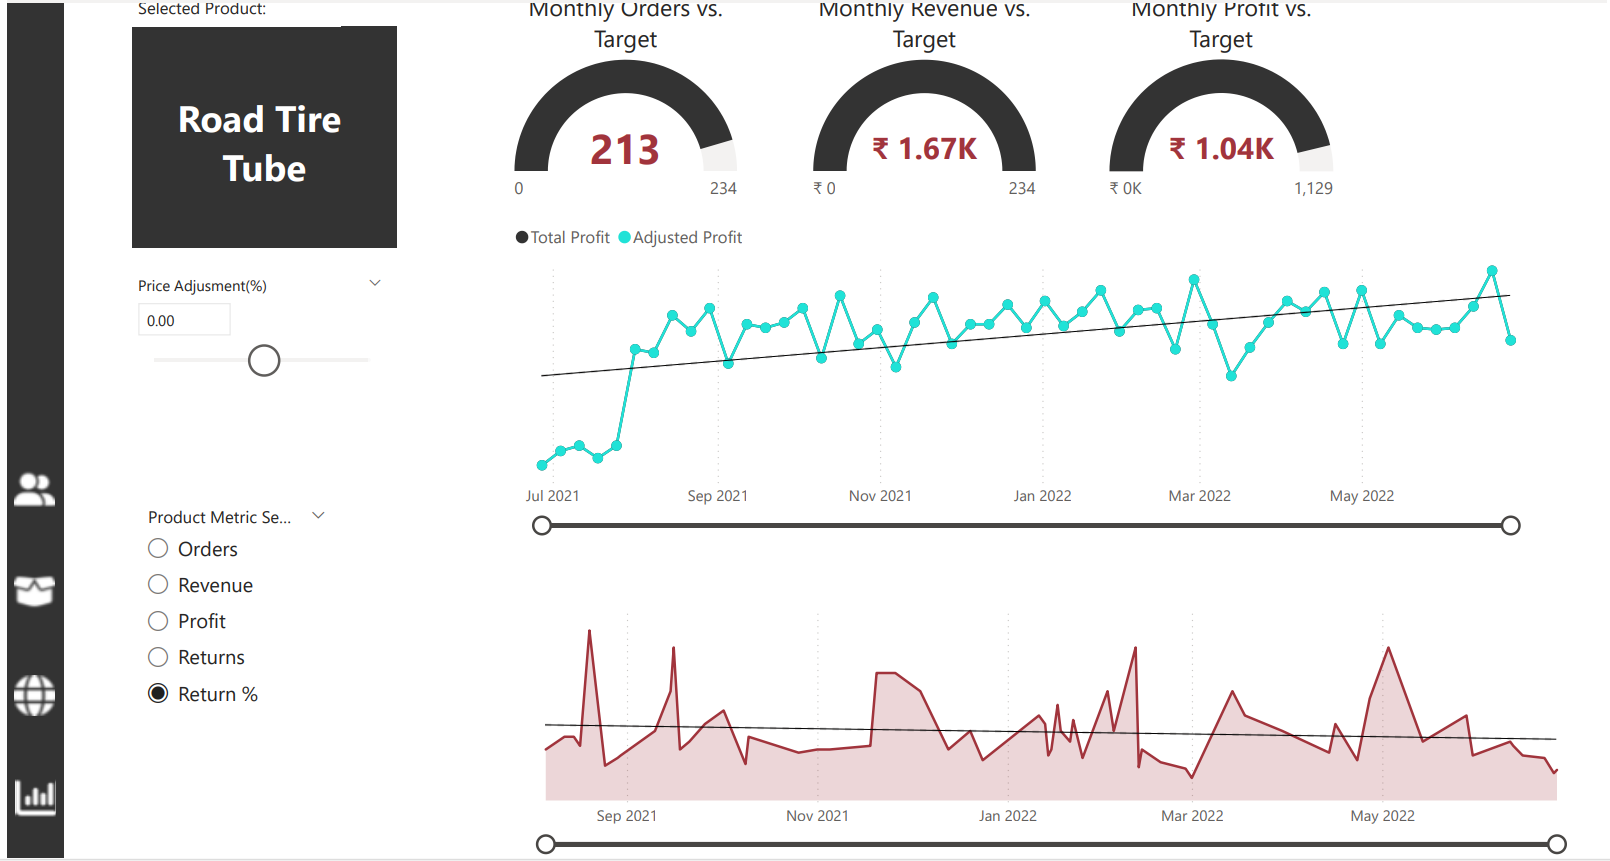 Selected Product:
Road Tire
Tube
Price Adjusment(%)
0.00
Product Metric Se...
Orders
Revenue
Profit
Returns
Return %
Monthly Orders vs.
Target
213
0
234
Monthly Revenue vs.
Target
₹ 1.67K
₹ 0
234
Monthly Profit vs.
Target
₹ 1.04K
₹ 0K
1,129
Total Profit
Adjusted Profit
Jul 2021
Sep 2021
Nov 2021
Jan 2022
Mar 2022
May 2022
Sep 2021
Nov 2021
Jan 2022
Mar 2022
May 2022